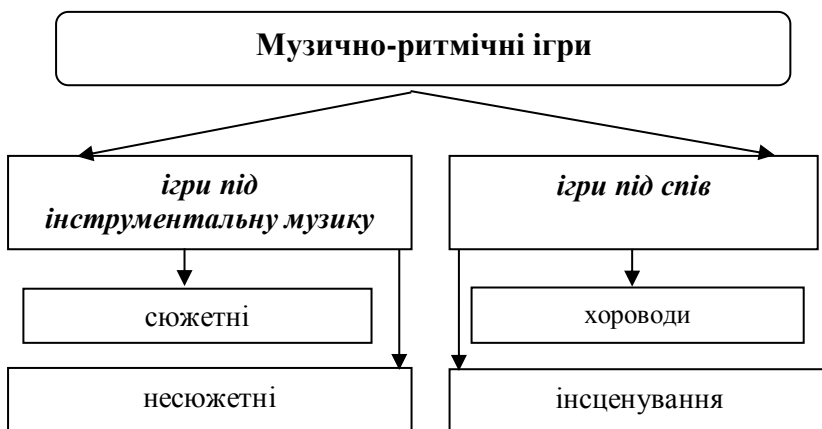 Музично-ритмічні ігри
ігри під
інструментальну музику
ігри під спів
сюжетні
хороводи
несюжетні
інсценування